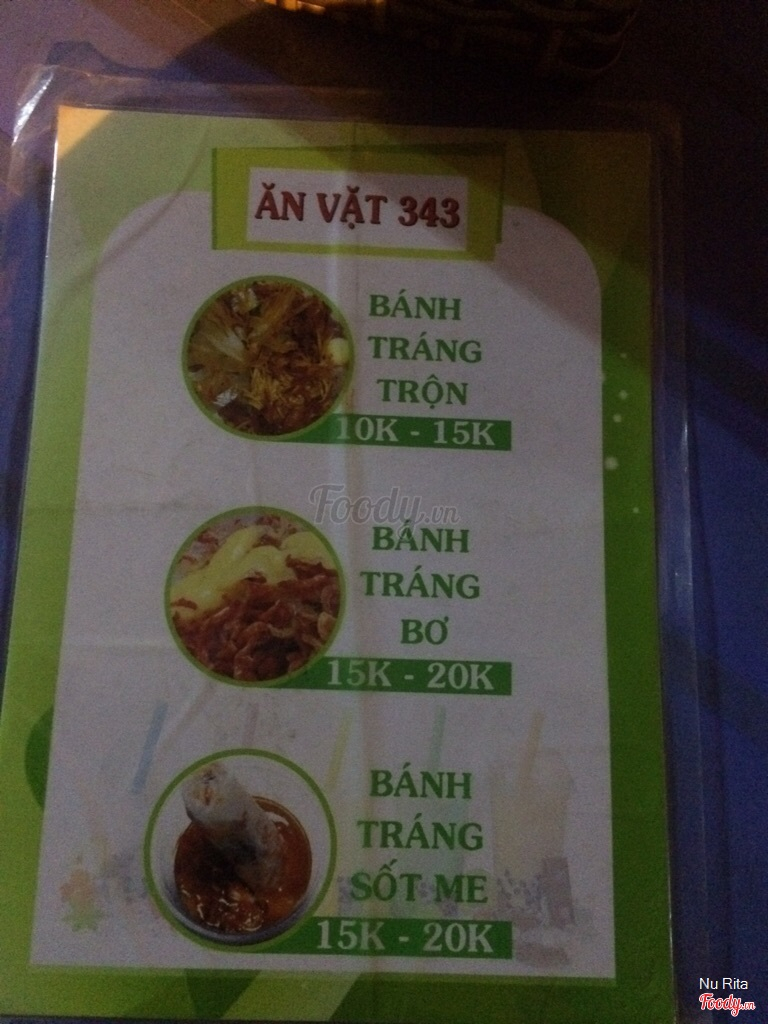 ĂN VẶT 343
BÁNH
TRÁNG
TRỘN
10K - 15K
Foody.vn
BÁNH
TRÁNG
BƠ
15K - 20K
BÁNH
TRÁNG
SỐT ME
15K - 20K
Nu Rita
Foody.vn